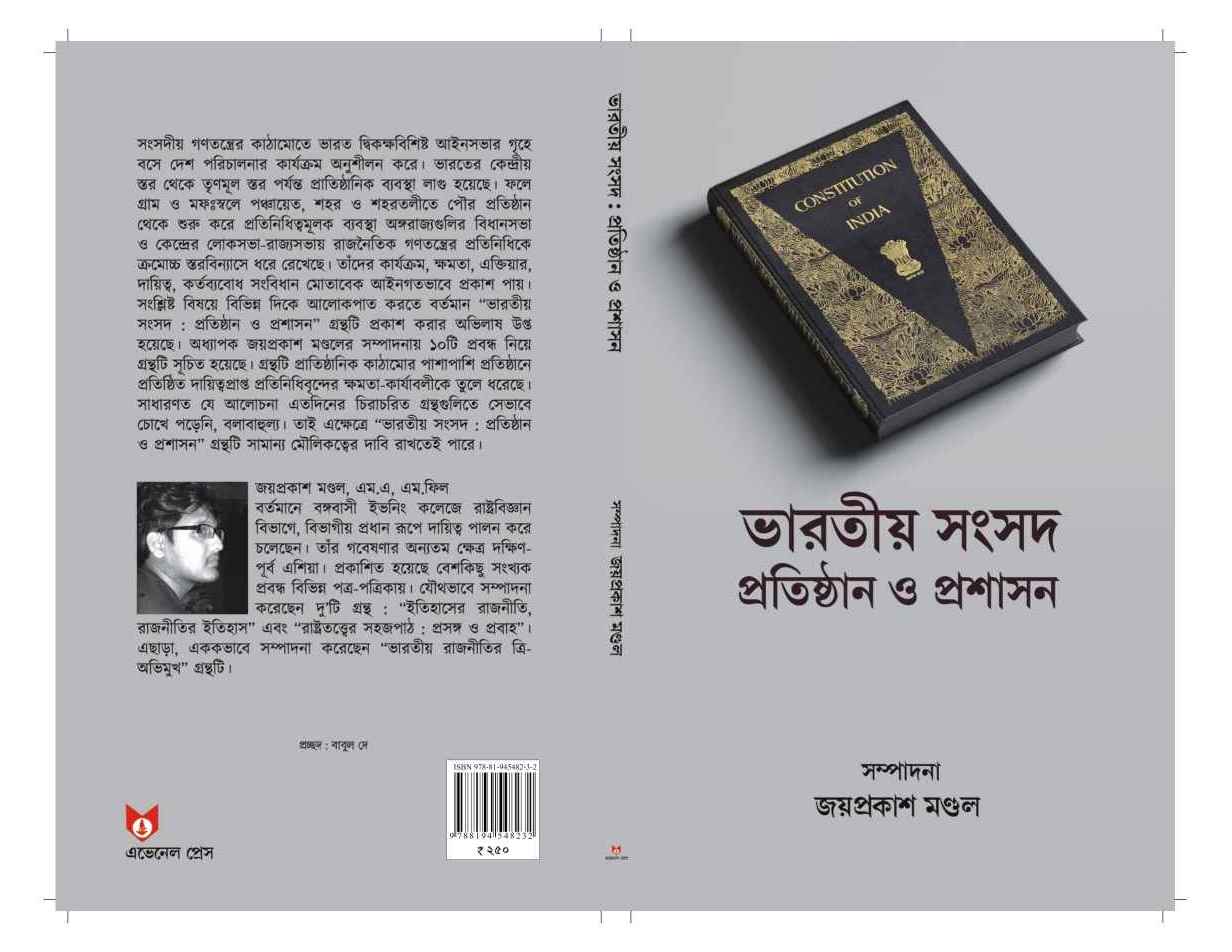 সংসদীয় গণতন্ত্রের কাঠামোতে ভারত দ্বিকক্ষবিশিষ্ট আইনসভার গৃহে
বসে দেশ পরিচালনার কার্যক্রম অনুশীলন করে। ভারতের কেন্দ্রীয়
স্তর থেকে তৃণমূল স্তর পর্যন্ত প্রাতিষ্ঠানিক ব্যবস্থা লাগু হয়েছে। ফলে
গ্রাম ও মফঃস্বলে পঞ্চায়েত, শহর ও শহরতলীতে পৌর প্রতিষ্ঠান
থেকে শুরু করে প্রতিনিধিত্বমূলক ব্যবস্থা অঙ্গরাজ্যগুলির বিধানসভা
ও কেন্দ্রের লোকসভা-রাজ্যসভায় রাজনৈতিক গণতন্ত্রের প্রতিনিধিকে
ক্রমোচ্চ স্তরবিন্যাসে ধরে রেখেছে। তাঁদের কার্যক্রম, ক্ষমতা, এক্তিয়ার,
দায়িত্ব, কর্তব্যবোধ সংবিধান মোতাবেক আইনগতভাবে প্রকাশ পায়।
সংশ্লিষ্ট বিষয়ে বিভিন্ন দিকে আলোকপাত করতে বর্তমান “ভারতীয়
সংসদ : প্রতিষ্ঠান ও প্রশাসন” গ্রন্থটি প্রকাশ করার অভিলাষ উপ্ত
হয়েছে। অধ্যাপক জয়প্রকাশ মণ্ডলের সম্পাদনায় ১০টি প্রবন্ধ নিয়ে
গ্রন্থটি সূচিত হয়েছে। গ্রন্থটি প্রাতিষ্ঠানিক কাঠামোর পাশাপাশি প্রতিষ্ঠানে
প্রতিষ্ঠিত দায়িত্বপ্রাপ্ত প্রতিনিধিবৃন্দের ক্ষমতা-কার্যাবলীকে তুলে ধরেছে।
সাধারণত যে আলোচনা এতদিনের চিরাচরিত গ্রন্থগুলিতে সেভাবে
চোখে পড়েনি, বলাবাহুল্য। তাই এক্ষেত্রে “ভারতীয় সংসদ : প্রতিষ্ঠান
ও প্রশাসন” গ্রন্থটি সামান্য মৌলিকত্বের দাবি রাখতেই পারে।
জয়প্রকাশ মণ্ডল, এম.এ, এম.ফিল
বর্তমানে বঙ্গবাসী ইভনিং কলেজে রাষ্ট্রবিজ্ঞান
বিভাগে, বিভাগীয় প্রধান রূপে দায়িত্ব পালন করে
চলেছেন। তাঁর গবেষণার অন্যতম ক্ষেত্র দক্ষিণ-
পূর্ব এশিয়া। প্রকাশিত হয়েছে বেশকিছু সংখ্যক
প্রবন্ধ বিভিন্ন পত্র-পত্রিকায়। যৌথভাবে সম্পাদনা
করেছেন দু’টি গ্রন্থ : “ইতিহাসের রাজনীতি,
রাজনীতির ইতিহাস” এবং “রাষ্ট্রতত্ত্বের সহজপাঠ : প্রসঙ্গ ও প্রবাহ”।
এছাড়া, এককভাবে সম্পাদনা করেছেন “ভারতীয় রাজনীতির ত্রি-
অভিমুখ” গ্রন্থটি।
প্রচ্ছদ : বাবুল দে
ISBN 978-81-945482-3-2
9 788194 548232
₹ ২৫০
এভেনেল প্রেস
ভারতীয় সংসদ : প্রতিষ্ঠান ও প্রশাসন
সম্পাদনা জয়প্রকাশ মণ্ডল
CONSTITUTION
OF
INDIA
ভারতীয় সংসদ
প্রতিষ্ঠান ও প্রশাসন
সম্পাদনা
জয়প্রকাশ মণ্ডল